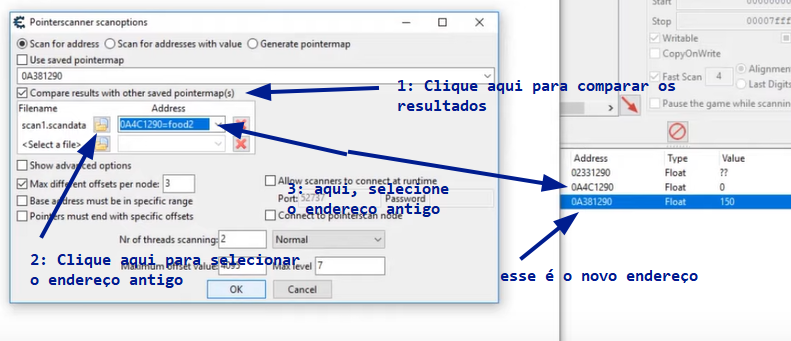 Pointerscanner scanoptions
Scan for address Scan for addresses with value Generate pointermap
Use saved pointermap
0A381290
Compare results with other saved pointermap(s)
Filename Address
scan1.scandata 0A4C1290=food2
<Select a file>
Show advanced options
Max different offsets per node: 3
Base address must be in specific range
Pointers must end with specific offsets
Allow scanners to connect at runtime
Port: 52737 Password
Connect to pointerscan node
Nr of threads scanning: 2 Normal
Maximum offset value: 4095 Max level 7
OK Cancel
1: Clique aqui para comparar os
resultados
2: Clique aqui para selecionar
o endereço antigo
3: aqui, selecione
o endereço antigo
esse é o novo endereço
Start
Stop 00007fff
Writable
CopyOnWrite
Fast Scan 4 Alignmen
Last Digits
Pause the game while scanning
Address Type Value
02331290 Float ??
0A4C1290 Float 0
0A381290 Float 150